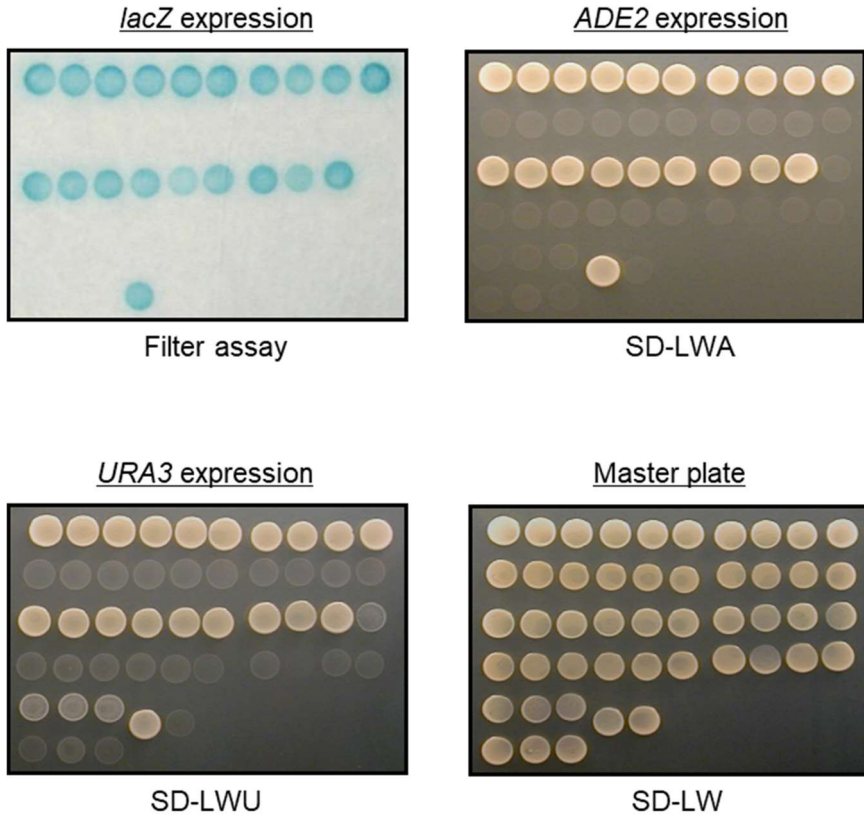 lacZ expression
ADE2 expression
Filter assay
SD-LWA
URA3 expression
Master plate
SD-LWU
SD-LW